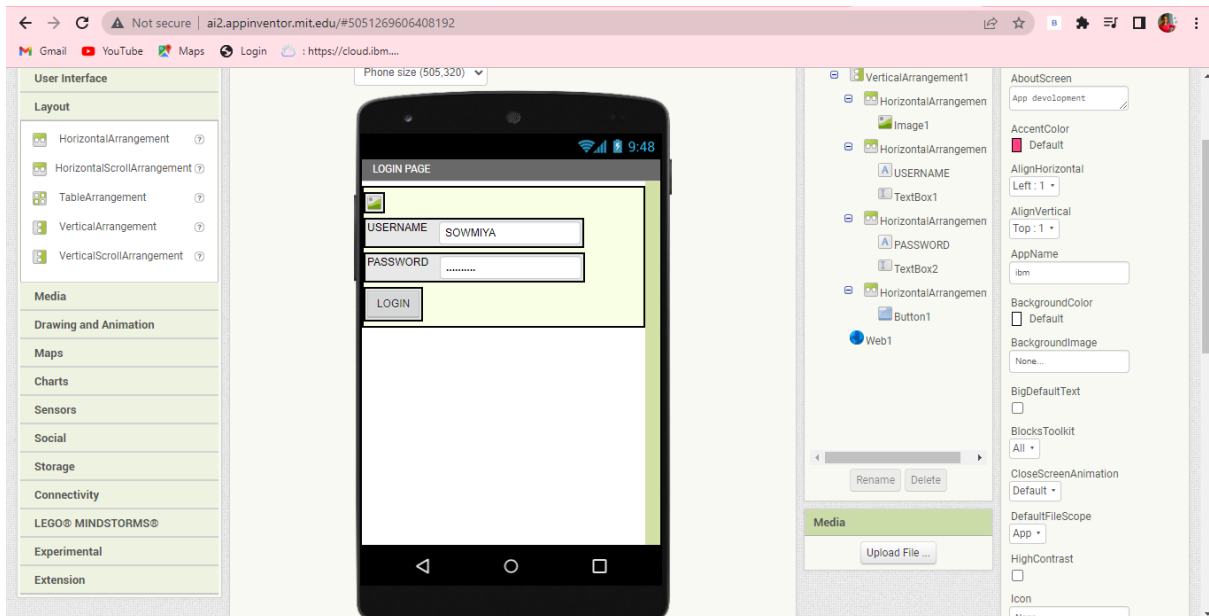 Not secure | ai2.appinventor.mit.edu/#5051269606408192
Gmail YouTube Maps Login : https://cloud.ibm....
User Interface
Layout
HorizontalArrangement ?
HorizontalScrollArrangement ?
TableArrangement ?
VerticalArrangement ?
VerticalScrollArrangement ?
Media
Drawing and Animation
Maps
Charts
Sensors
Social
Storage
Connectivity
LEGO® MINDSTORMS®
Experimental
Extension
Phone size (505,320)
9:48
LOGIN PAGE
USERNAME SOWMIYA
PASSWORD ..........
LOGIN
VerticalArrangement1
HorizontalArrangemen
Image1
HorizontalArrangemen
A USERNAME
TextBox1
HorizontalArrangemen
A PASSWORD
TextBox2
HorizontalArrangemen
Button1
Web1
Rename Delete
Media
Upload File ...
AboutScreen
App devolopment
AccentColor
Default
AlignHorizontal
Left : 1
AlignVertical
Top : 1
AppName
ibm
BackgroundColor
Default
BackgroundImage
None...
BigDefaultText
BlocksToolkit
All
CloseScreenAnimation
Default
DefaultFileScope
App
HighContrast
Icon